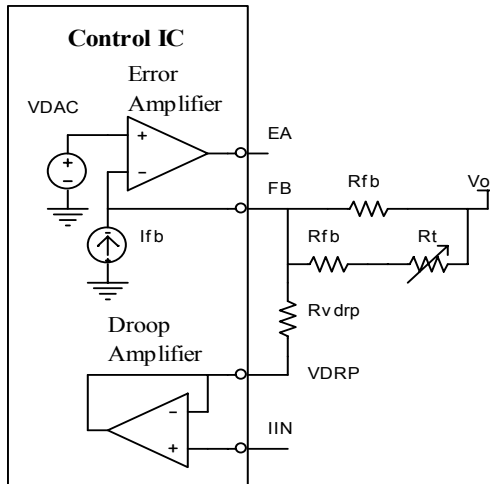 Control IC
Error
Amplifier
VDAC
+
-
+
-
EA
FB
Ifb
Rfb
Vo
Rfb
Rt
Rvdrp
Droop
Amplifier
VDRP
-
+
IIN